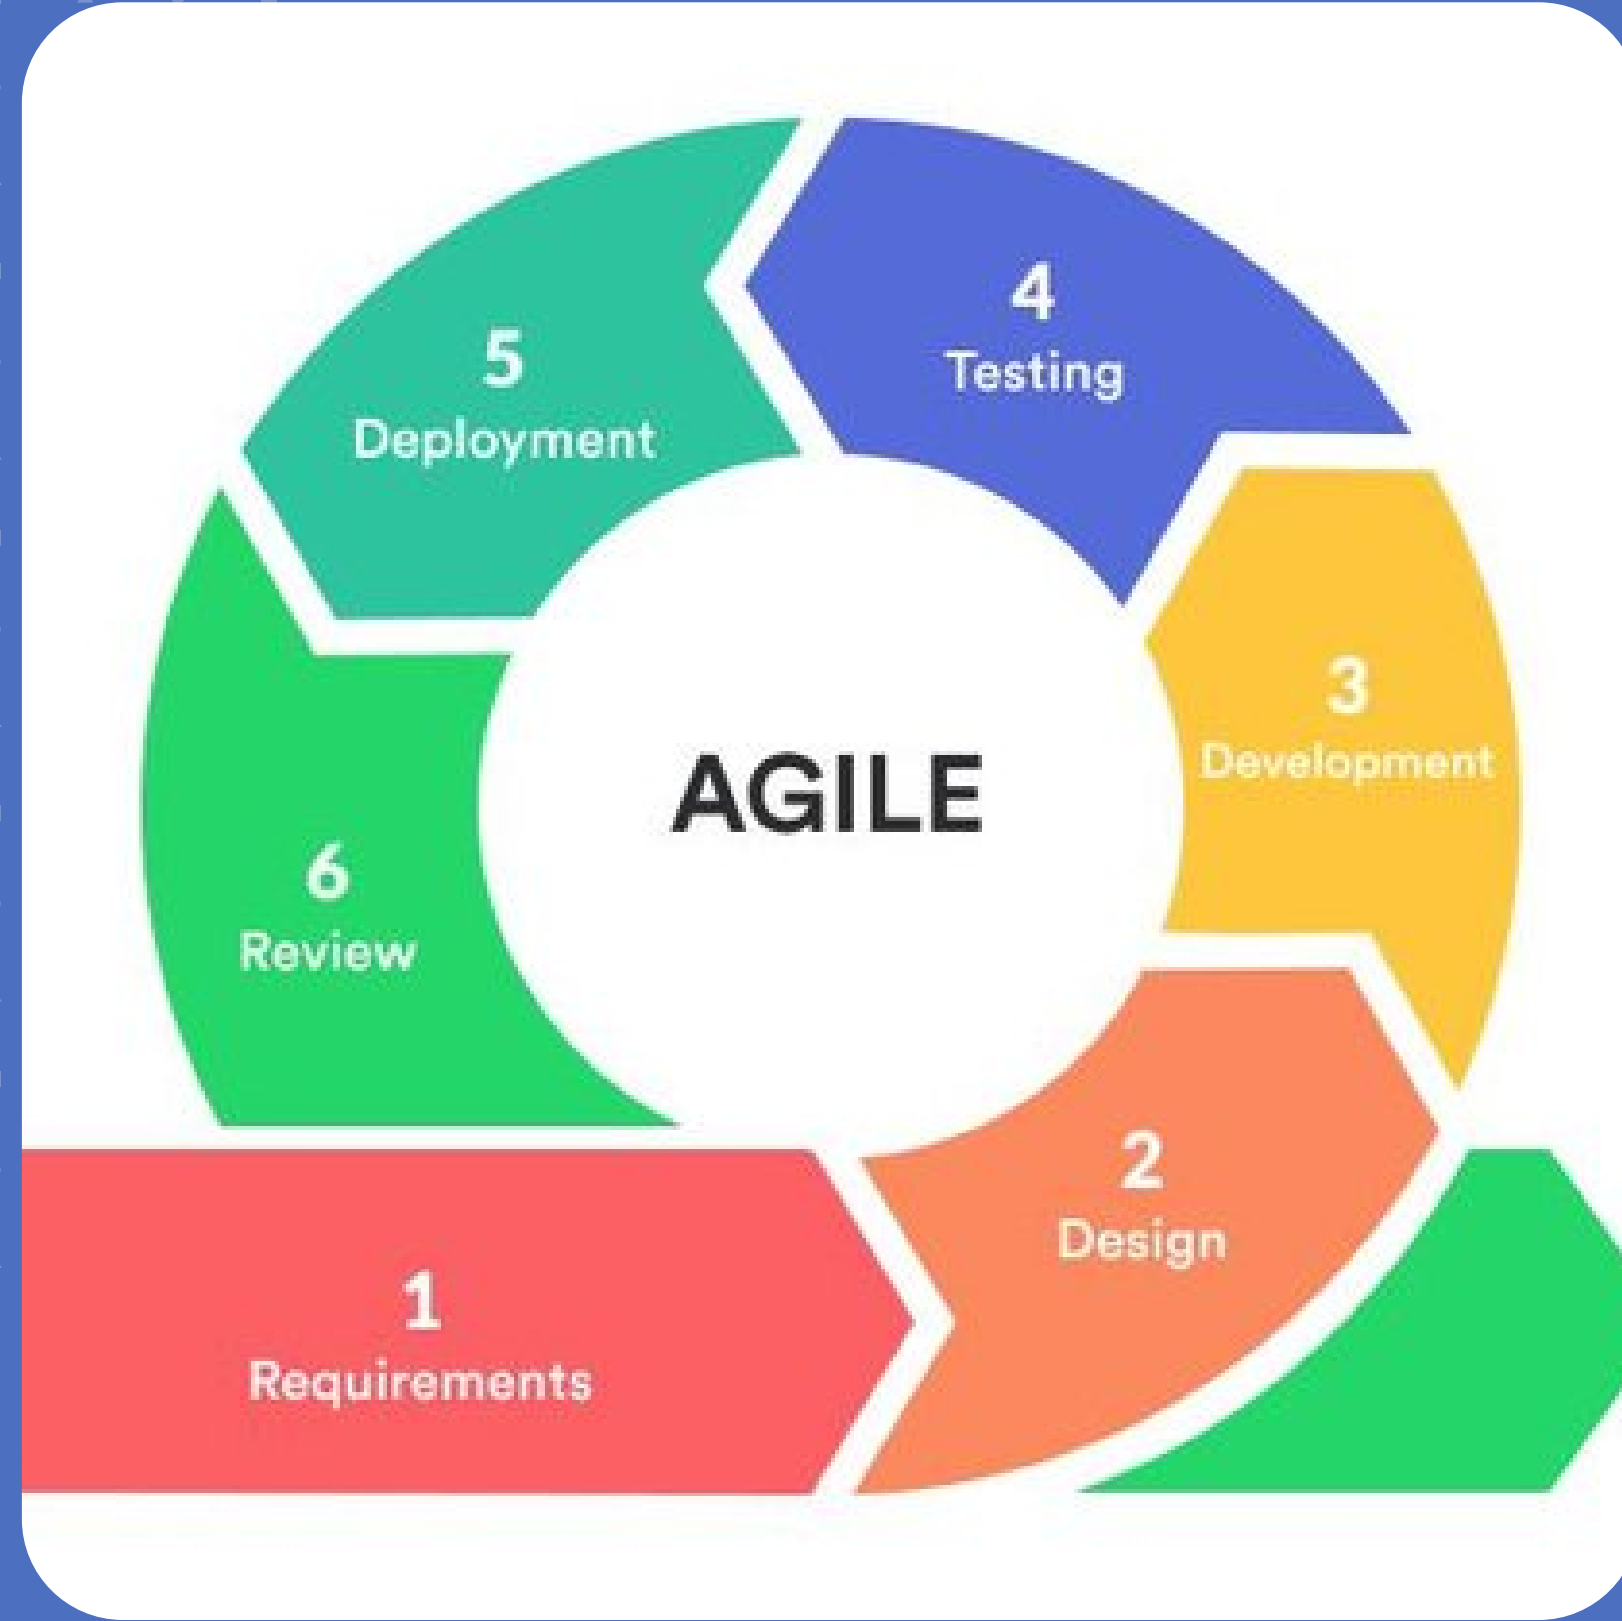 5
Deployment
4
Testing
3
Development
AGILE
6
Review
2
Design
1
Requirements